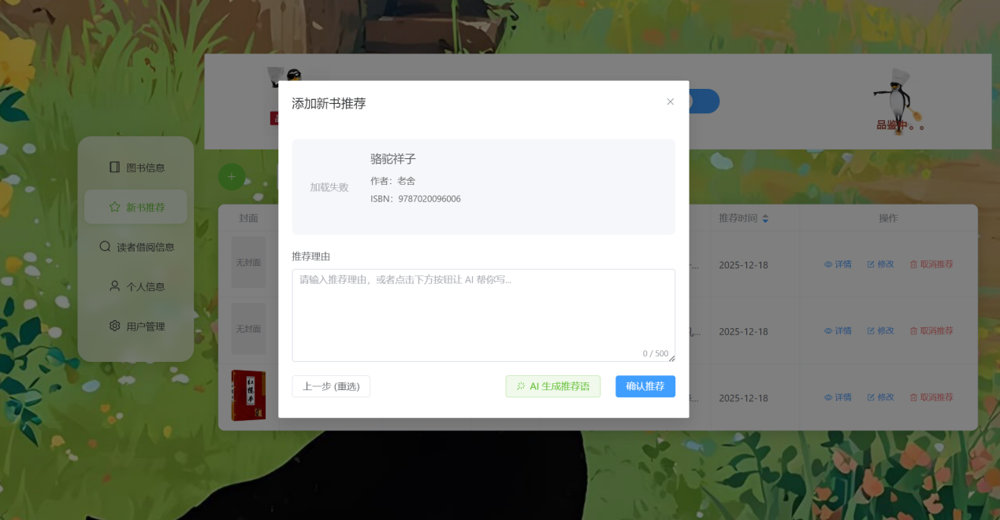 添加新书推荐
加载失败
骆驼祥子
作者：老舍
ISBN：9787020096006
推荐理由
请输入推荐理由，或者点击下方按钮让 AI 帮你写...
0 / 500
上一步 (重选)
AI 生成推荐语
确认推荐
品鉴中。。
图书信息
新书推荐
读者借阅信息
个人信息
用户管理
封面
推荐时间
操作
无封面
2025-12-18
详情
修改
取消推荐
无封面
2025-12-18
详情
修改
取消推荐
红楼梦
2025-12-18
详情
修改
取消推荐